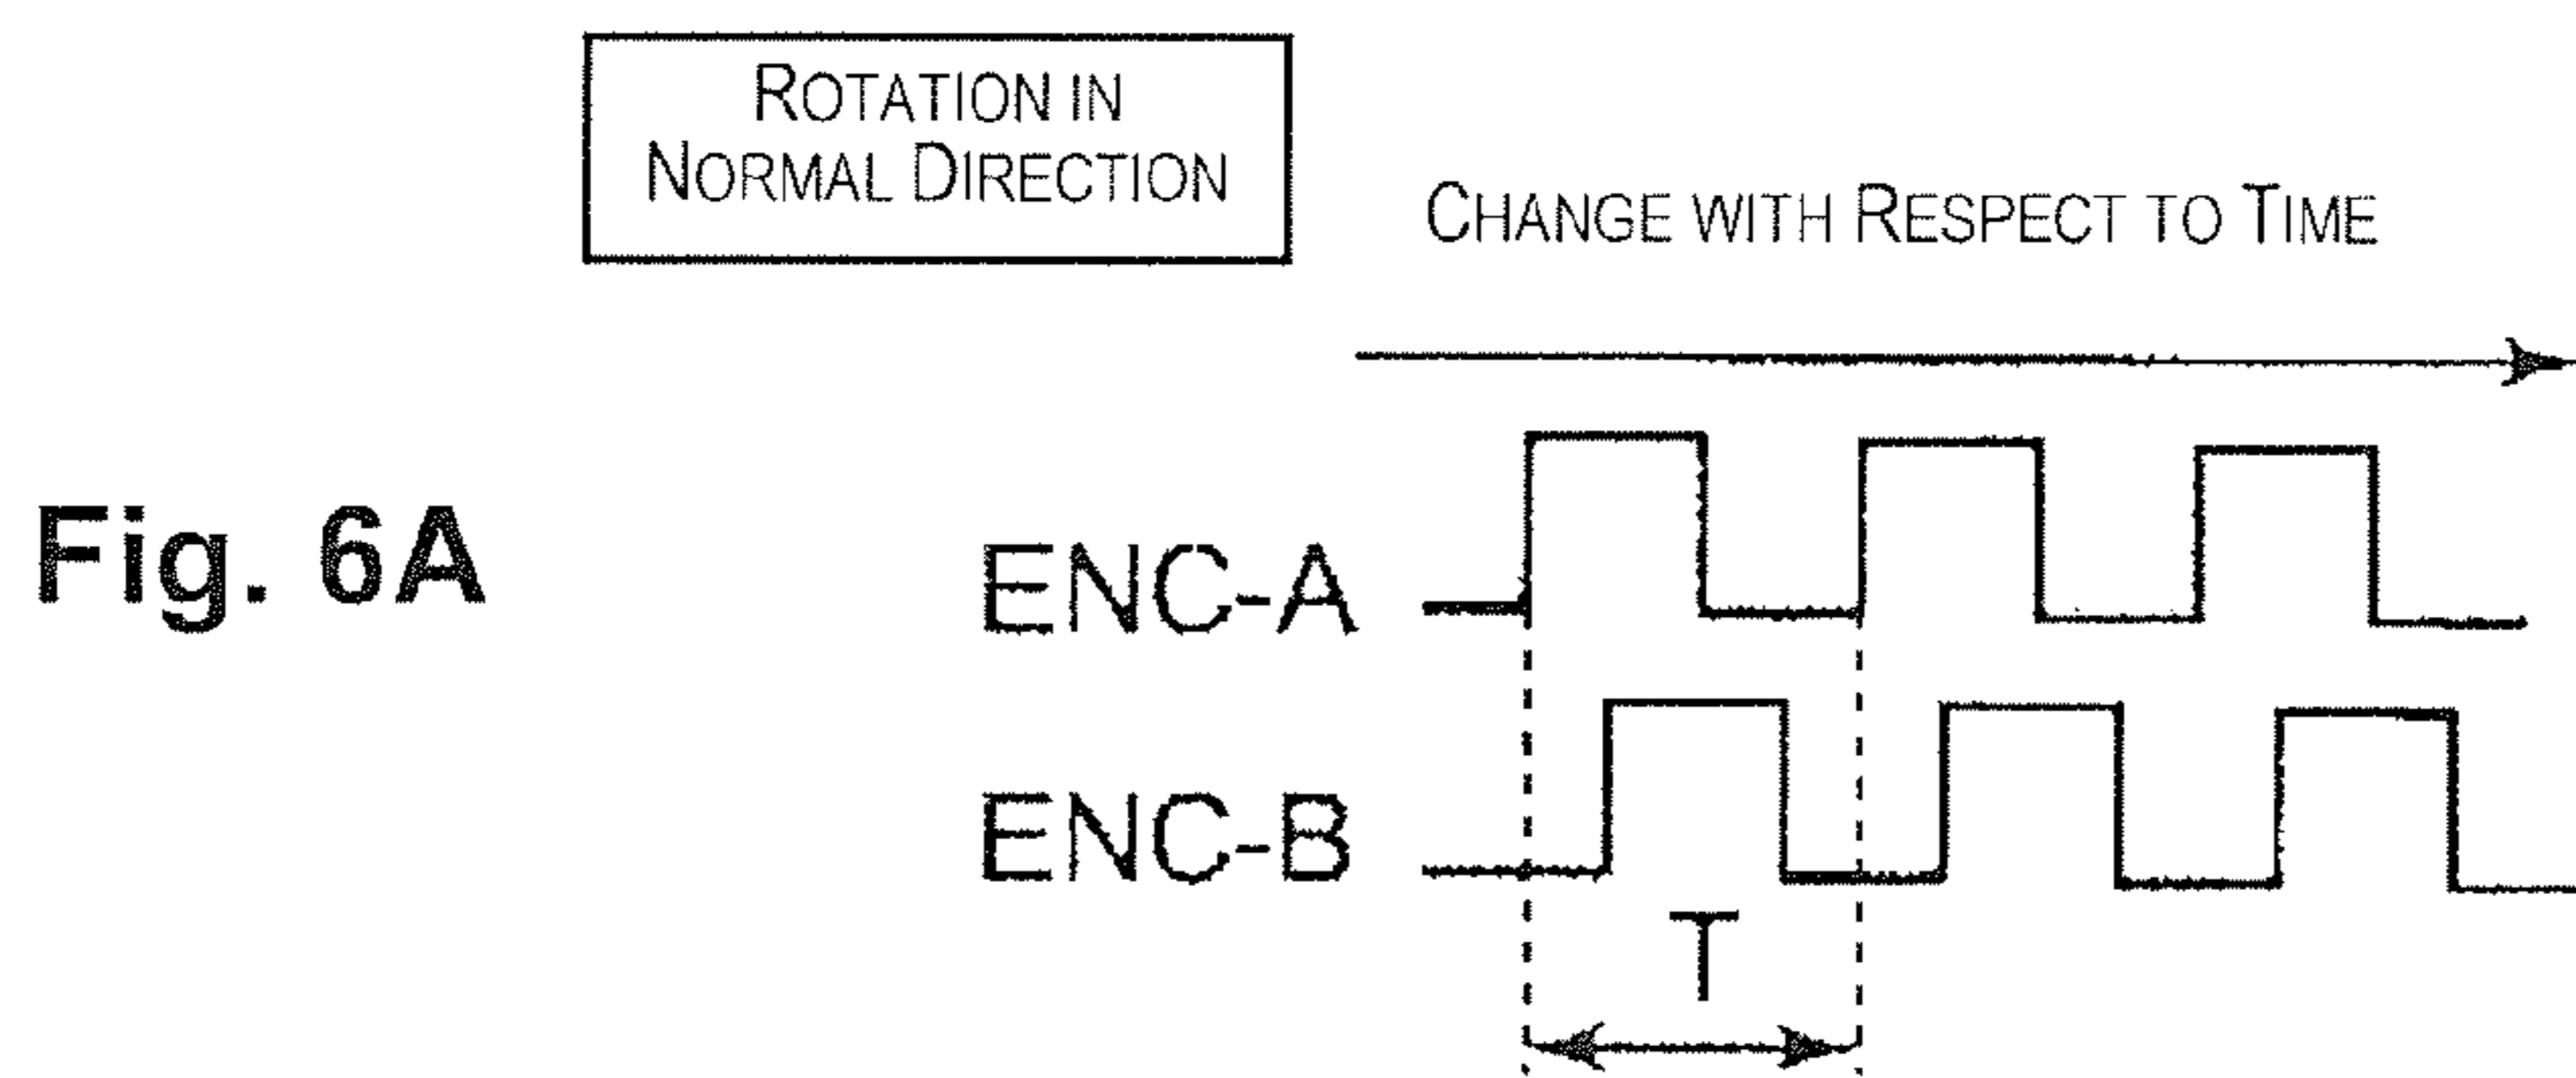 ROTATION IN
NORMAL DIRECTION
CHANGE WITH RESPECT TO TIME
Fig. 6A
ENC-A
ENC-B
T